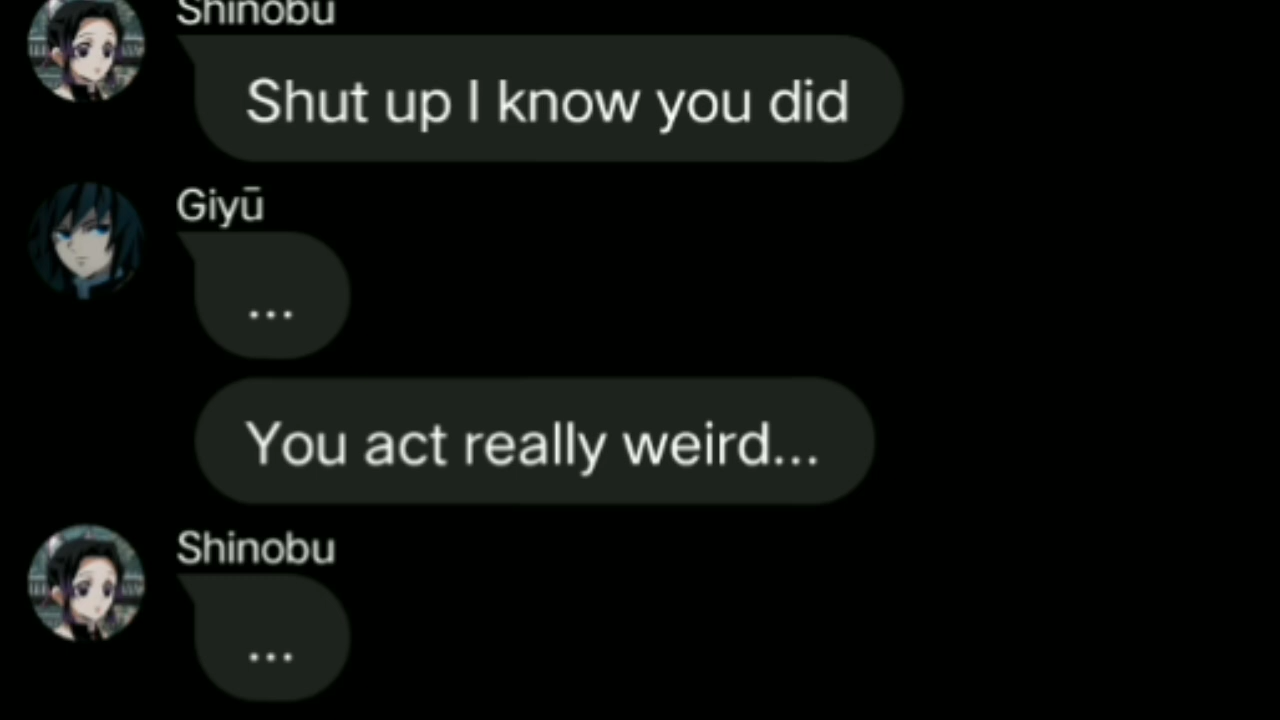 Shinobu
Shut up I know you did
Giyū
...
You act really weird...
Shinobu
...